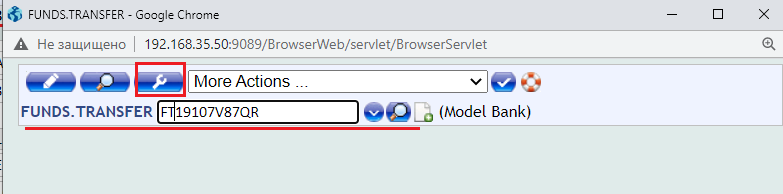 FUNDS.TRANSFER - Google Chrome
Не защищено 192.168.35.50:9089/BrowserWeb/servlet/BrowserServlet
More Actions ...
FUNDS.TRANSFER FT19107V87QR (Model Bank)